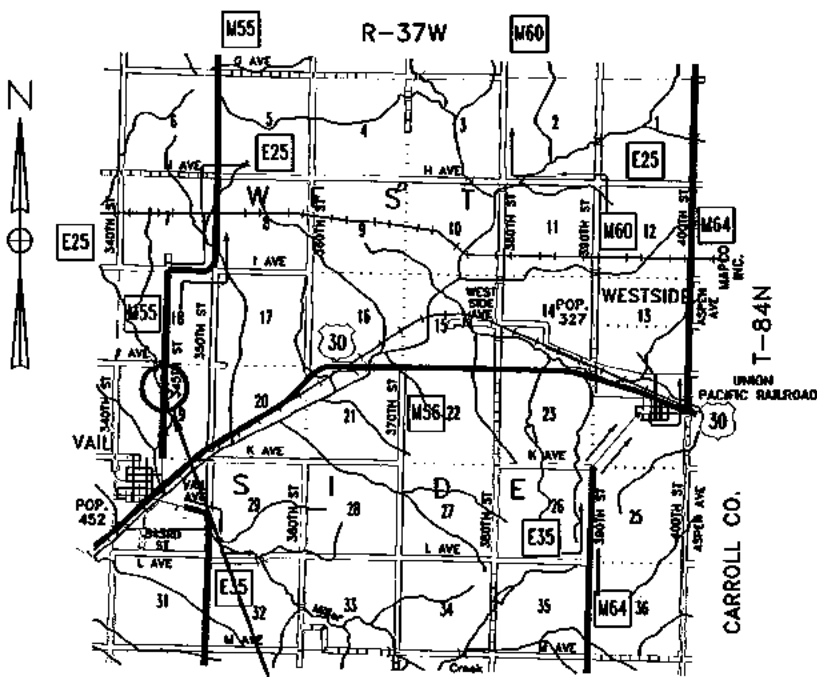 M55
R-37W
M60
N
G AVE
6
5
4
3
2
1
E25
E25
H AVE
H AVE
W S T
340TH ST
7
8
9
10
11
12
360TH ST
380TH ST
390TH ST
M60
400TH ST
M64
E25
I AVE
MAPCO INC.
ASPEN AVE
M55
18
350TH ST
17
16
WEST SIDE AVE
15
14
POP. 327
WESTSIDE
13
T-84N
30
J AVE
345TH ST
UNION PACIFIC RAILROAD
30
340TH ST
19
20
21
370TH ST
M56
22
23
VAIL
K AVE
K AVE
POP. 452
VAIL AVE
S I D E
29
28
27
26
25
360TH ST
380TH ST
390TH ST
400TH ST
ASPEN AVE
E35
L AVE
L AVE
31
E35
32
33
34
35
M64
36
M AVE
M AVE
Creek
CARROLL CO.